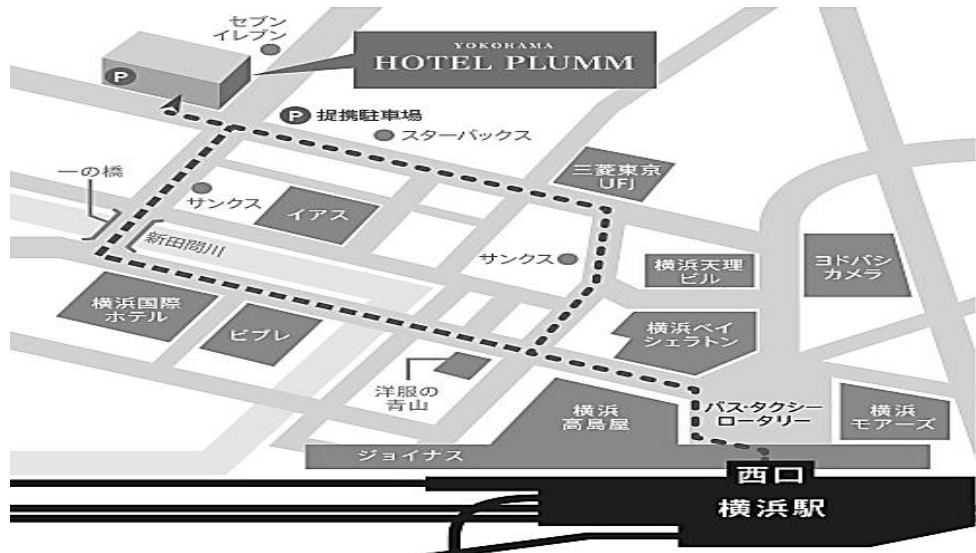 セブン
イレブン
YOKOHAMA
HOTEL PLUMM
P
P 提携駐車場
スターバックス
三菱東京
UFJ
一の橋
サンクス
イアス
新田間川
サンクス
横浜天理
ビル
ヨドバシ
カメラ
横浜国際
ホテル
ビブレ
横浜ベイ
シェラトン
洋服の
青山
横浜
高島屋
バス・タクシー
ロータリー
横浜
モアーズ
ジョイナス
西口
横浜駅